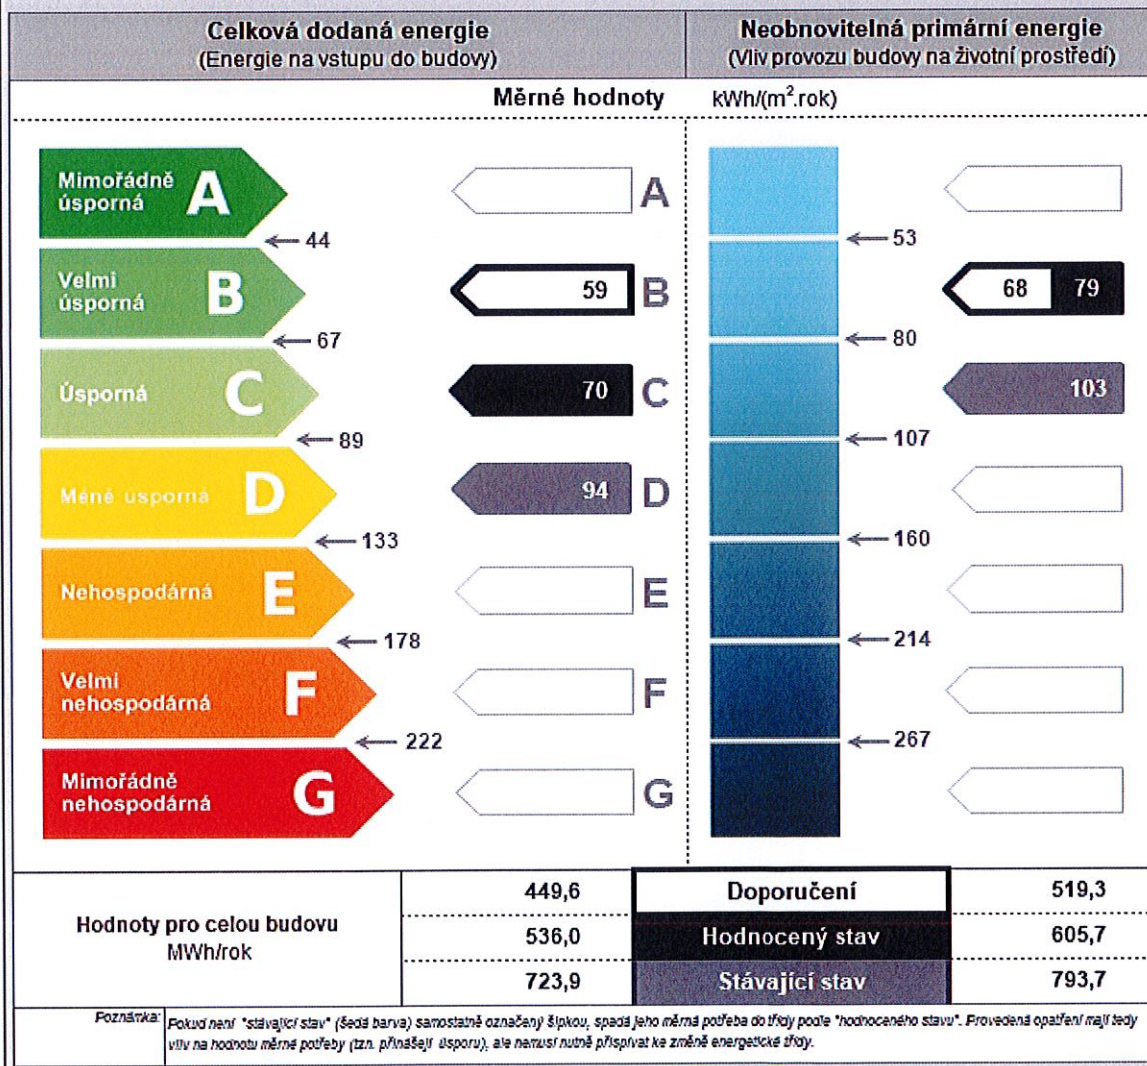 Celková dodaná energie
(Energie na vstupu do budovy)
Neobnovitelná primární energie
(Vliv provozu budovy na životní prostředí)
Měrné hodnoty kWh/(m².rok)
Mimořádně
úsporná
A
A
44
53
Velmi
úsporná
B
59
B
68 79
67
80
Úsporná
C
70
C
103
89
107
Méně úsporná
D
94
D
133
160
Nehospodárná
E
E
178
214
Velmi
nehospodárná
F
F
222
267
Mimořádně
nehospodárná
G
G
Hodnoty pro celou budovu
MWh/rok
449,6 Doporučení 519,3
536,0 Hodnocený stav 605,7
723,9 Stávající stav 793,7
Poznámka: Pokud není "stávající stav" (šedá barva) samostatně označený šipkou, spadá jeho měrná potřeba do třídy podle "hodnoceného stavu". Provedená opatření mají tedy
vliv na hodnotu měrné potřeby (tzn. přinášejí úsporu), ale nemusí nutně přispívat ke změně energetické třídy.